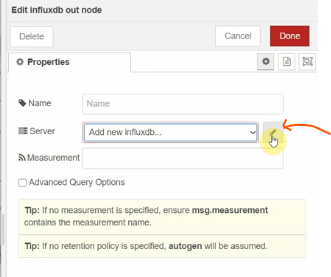 Edit influxdb out node
Delete
Cancel
Done
Properties
Name
Name
Server
Add new influxdb...
Measurement
Advanced Query Options
Tip: If no measurement is specified, ensure msg.measurement
contains the measurement name.
Tip: If no retention policy is specified, autogen will be assumed.